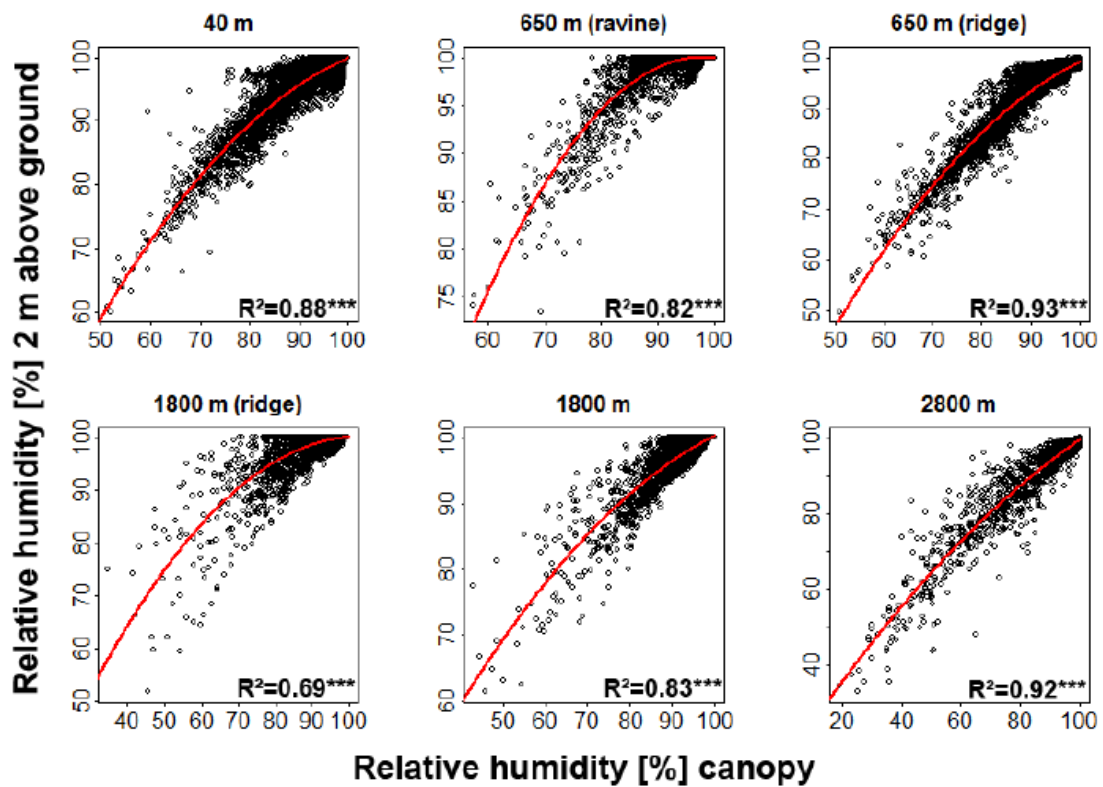 Relative humidity [%] 2 m above ground
40 m
100
90
80
70
60
50 60 70 80 90 100
R²=0.88***
650 m (ravine)
100
95
90
85
80
75
60 70 80 90 100
R²=0.82***
650 m (ridge)
100
90
80
70
60
50
50 60 70 80 90 100
R²=0.93***
1800 m (ridge)
100
90
80
70
60
50
40 50 60 70 80 90 100
R²=0.69***
1800 m
100
90
80
70
60
50 60 70 80 90 100
R²=0.83***
2800 m
100
80
60
40
20 40 60 80 100
R²=0.92***
Relative humidity [%] canopy